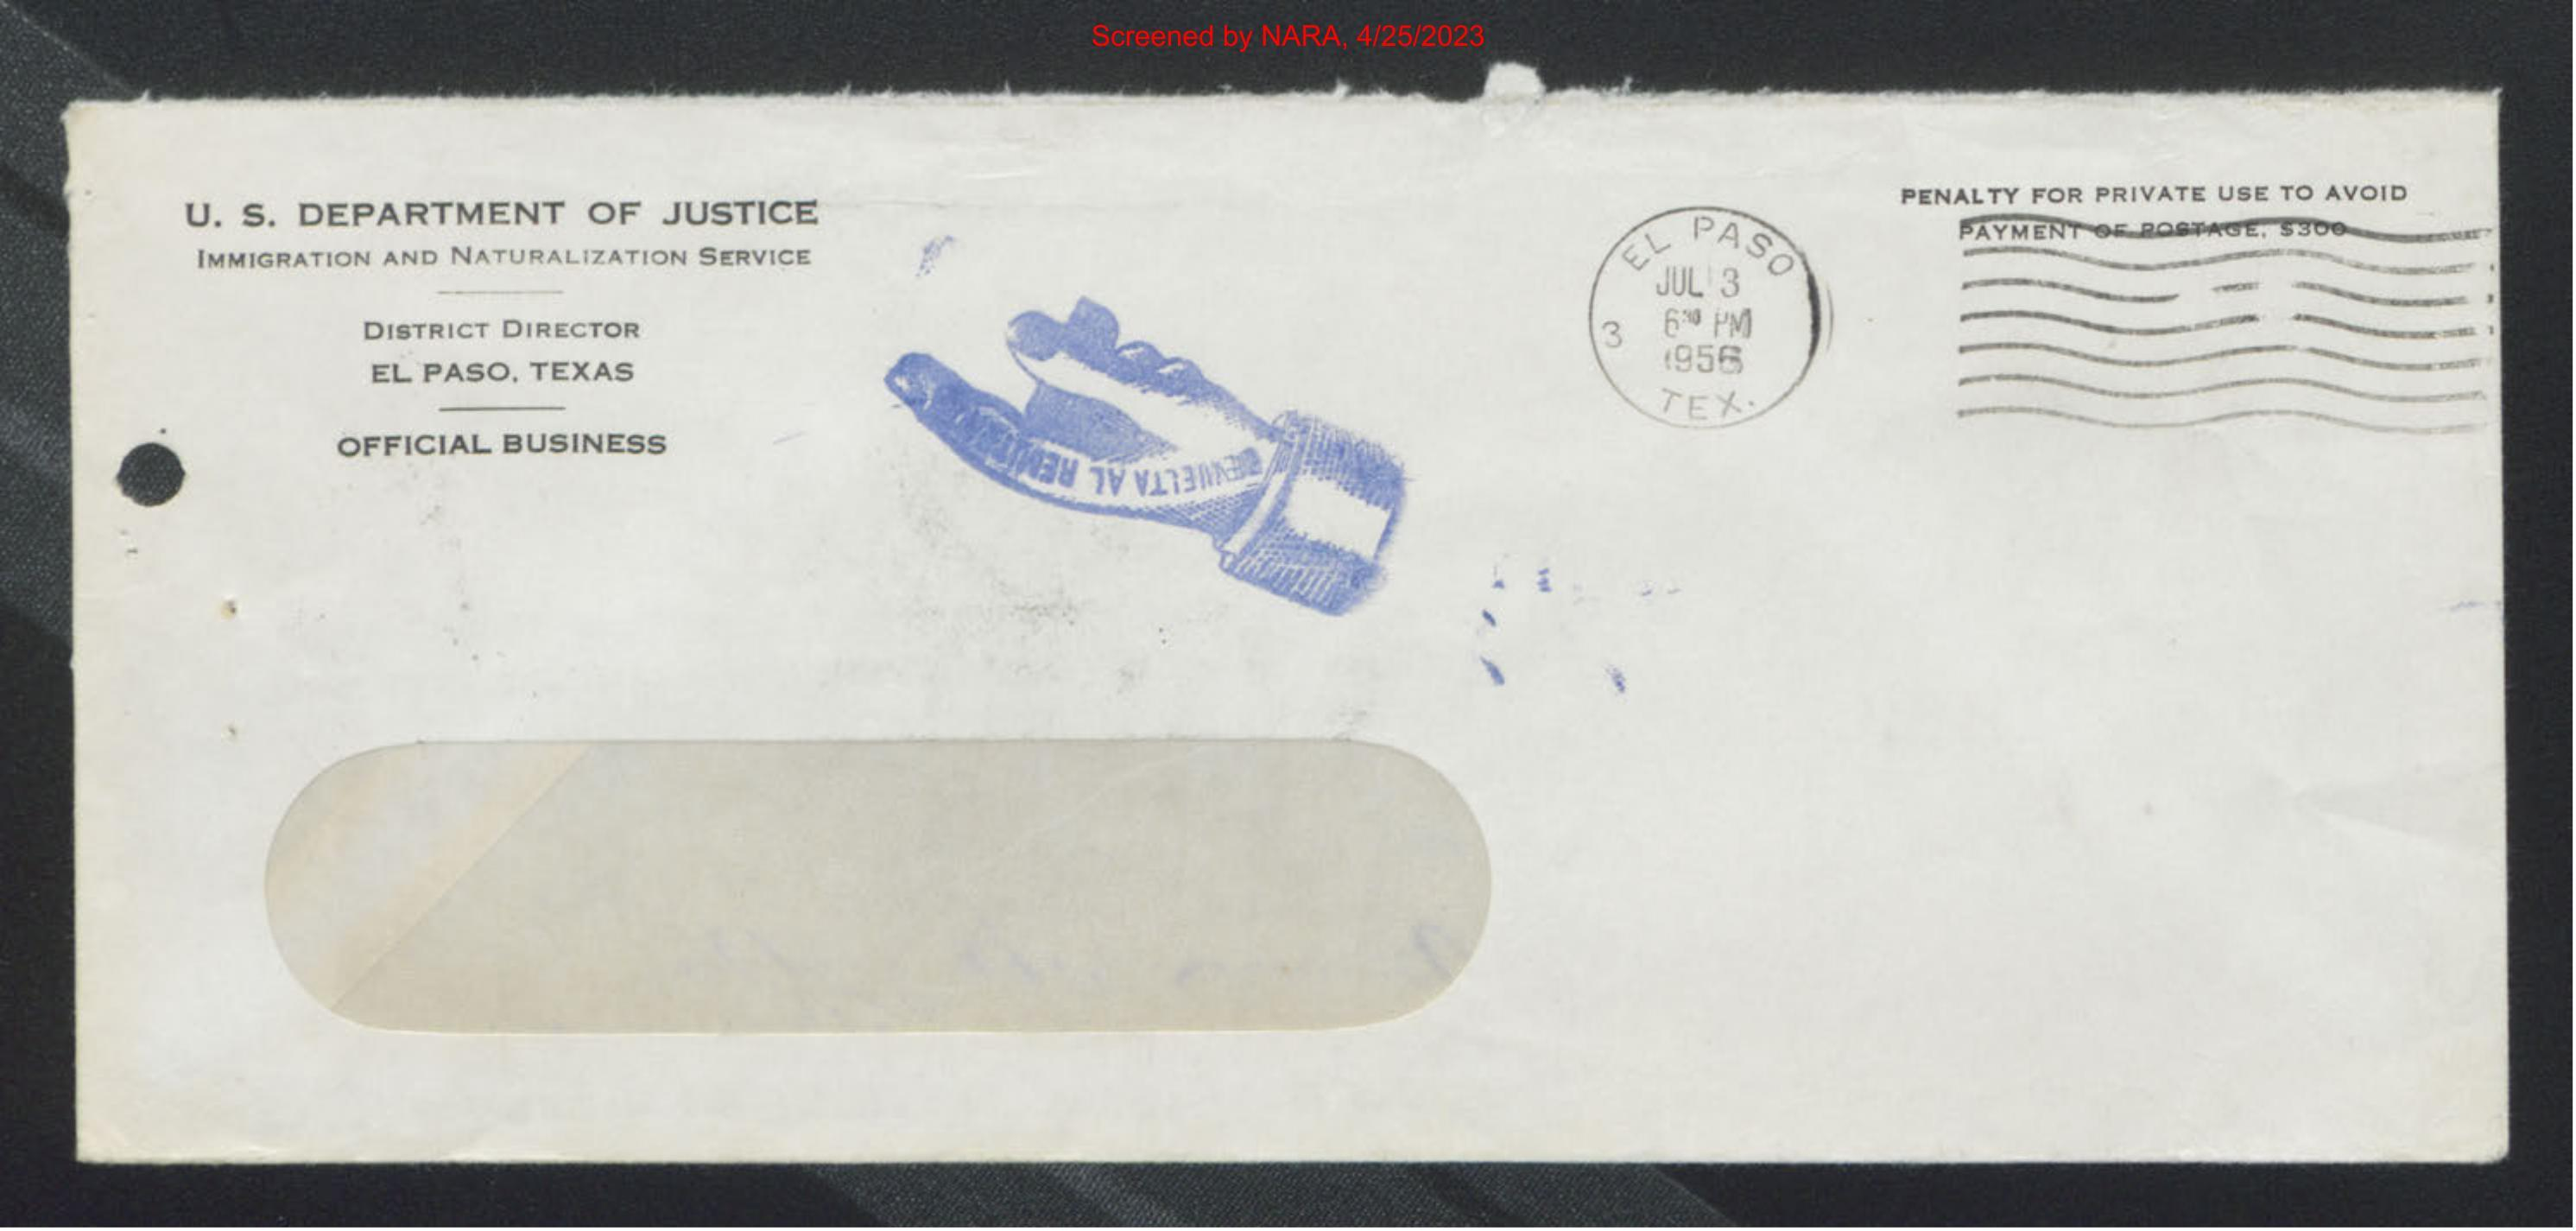 Screened by NARA, 4/25/2023
U. S. DEPARTMENT OF JUSTICE
IMMIGRATION AND NATURALIZATION SERVICE
DISTRICT DIRECTOR
EL PASO, TEXAS
OFFICIAL BUSINESS
DEVUELTA AL
EL PASO
JUL 3
3 6³⁰ PM
1956
TEX.
PENALTY FOR PRIVATE USE TO AVOID
PAYMENT OF POSTAGE, $300